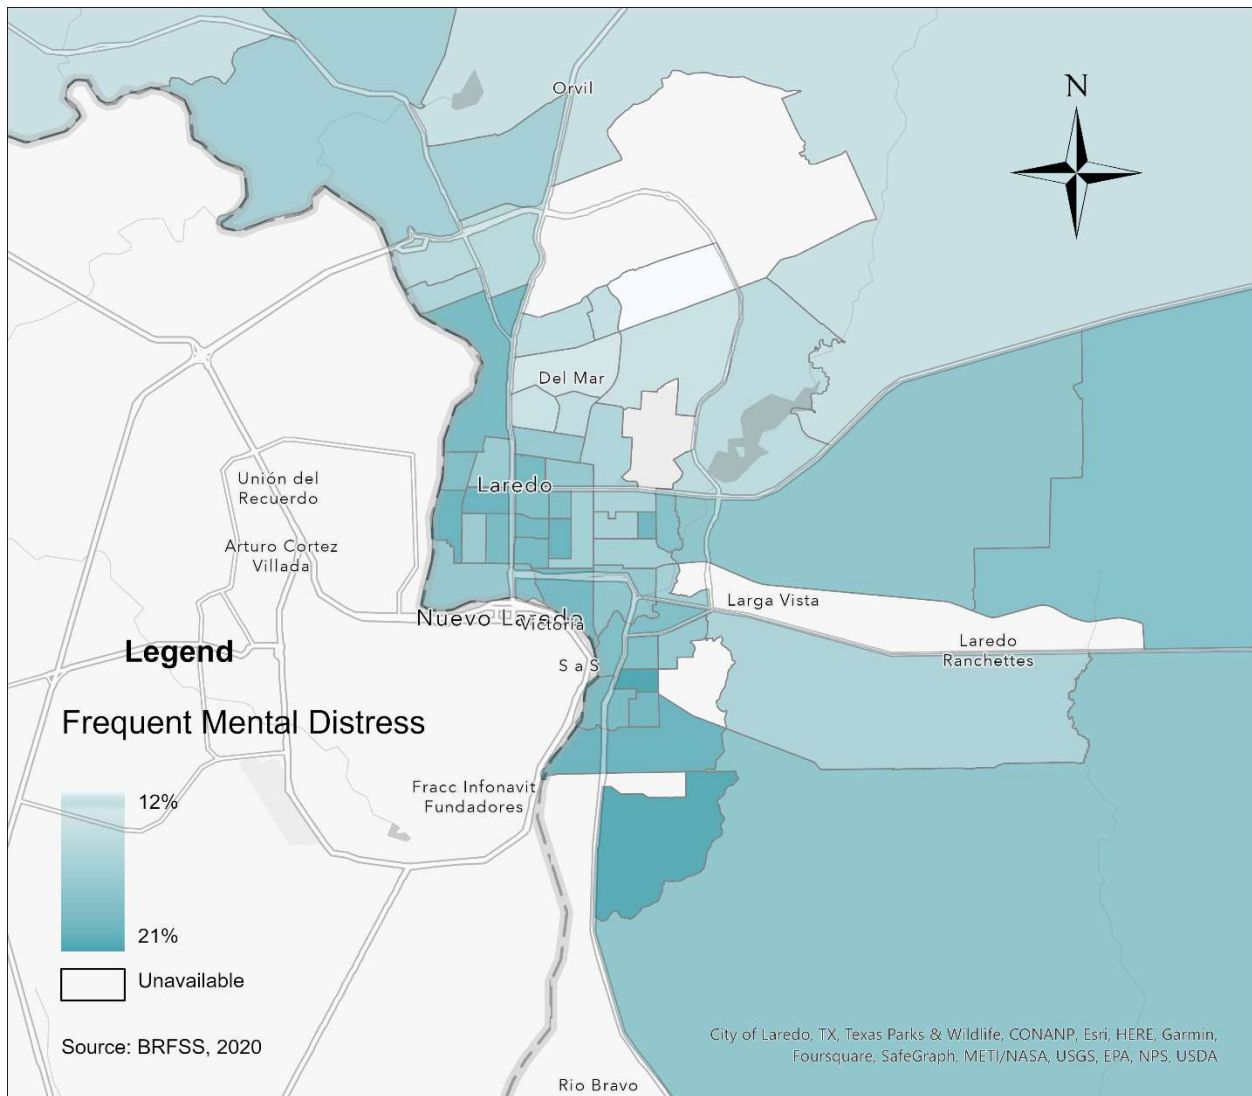 Orvil
N
Del Mar
Unión del
Recuerdo
Laredo
Arturo Cortez
Villada
Larga Vista
Nuevo Laredo
Victoria
Laredo
Ranchettes
S a S
Legend
Frequent Mental Distress
Fracc Infonavit
Fundadores
12%
21%
Unavailable
Source: BRFSS, 2020
City of Laredo, TX, Texas Parks & Wildlife, CONANP, Esri, HERE, Garmin,
Foursquare, SafeGraph, METI/NASA, USGS, EPA, NPS, USDA
Rio Bravo